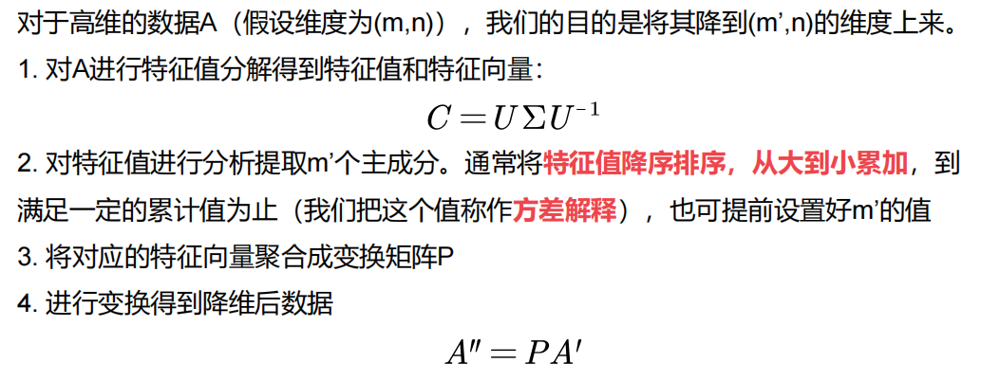 对于高维的数据A（假设维度为(m,n)），我们的目的是将其降到(m’,n)的维度上来。
1. 对A进行特征值分解得到特征值和特征向量：
C = UΣU⁻¹
2. 对特征值进行分析提取m’个主成分。通常将特征值降序排序，从大到小累加，到
满足一定的累计值为止（我们把这个值称作方差解释），也可提前设置好m’的值
3. 将对应的特征向量聚合成变换矩阵P
4. 进行变换得到降维后数据
A″ = PA′